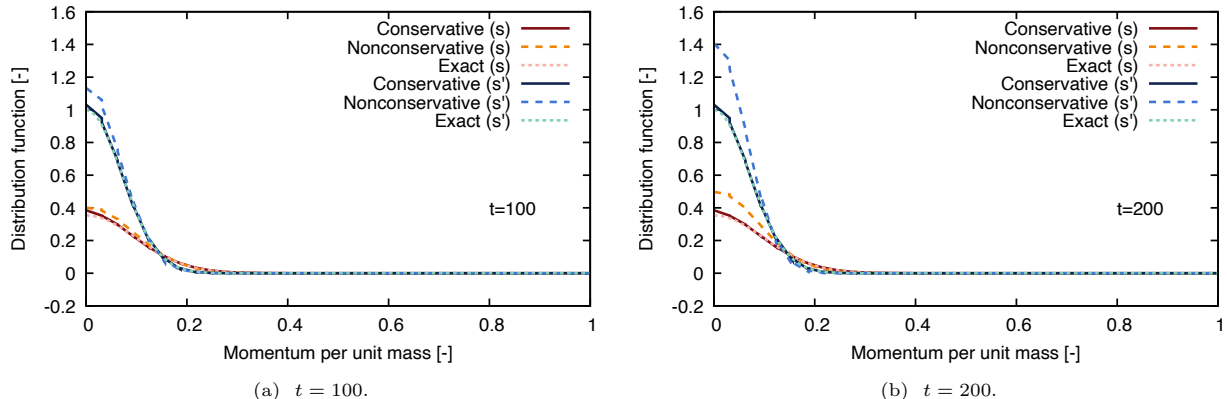 1.6
1.4
1.2
1
0.8
0.6
0.4
0.2
0
-0.2
Distribution function [-]
Conservative (s)
Nonconservative (s)
Exact (s)
Conservative (s')
Nonconservative (s')
Exact (s')
t=100
0 0.2 0.4 0.6 0.8 1
Momentum per unit mass [-]
(a) t = 100.
1.6
1.4
1.2
1
0.8
0.6
0.4
0.2
0
-0.2
Distribution function [-]
Conservative (s)
Nonconservative (s)
Exact (s)
Conservative (s')
Nonconservative (s')
Exact (s')
t=200
0 0.2 0.4 0.6 0.8 1
Momentum per unit mass [-]
(b) t = 200.